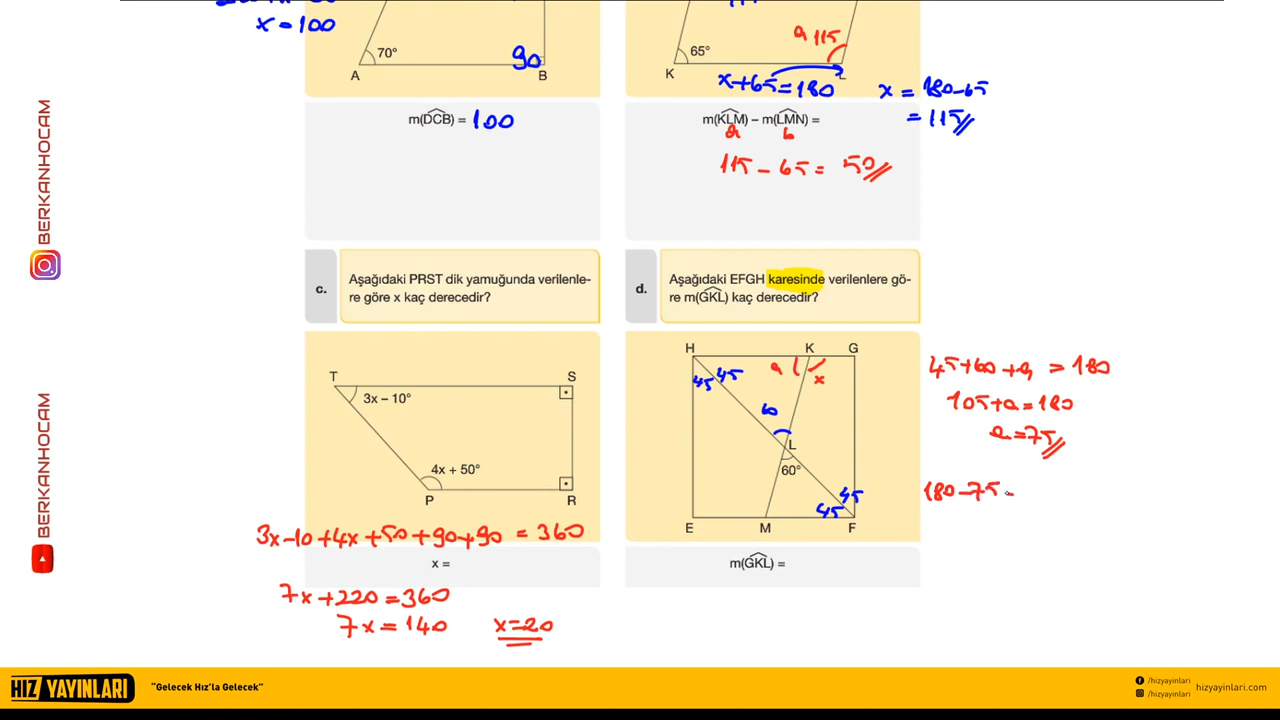 x = 100
70°
90
A
B
a 115
65°
K
L
x+65=180
x = 180-65
= 115
m(DCB) = 100
m(KLM) – m(LMN) =
a
b
115 - 65 = 50
BERKANHOCAM
c.
Aşağıdaki PRST dik yamuğunda verilenle-
re göre x kaç derecedir?
d.
Aşağıdaki EFGH karesinde verilenlere gö-
re m(GKL) kaç derecedir?
T
S
3x – 10°
4x + 50°
P
R
3x-10+4x+50+90+90 = 360
x =
7x+220=360
7x=140
x=20
H
K
G
45
45
a
x
60
L
60°
45
45
E
M
F
45+60+a = 180
105+a=180
a=75
180-75
m(GKL) =
BERKANHOCAM
HIZ YAYINLARI
"Gelecek Hız'la Gelecek"
/hizyayinlari
/hizyayinlari
hizyayinlari.com